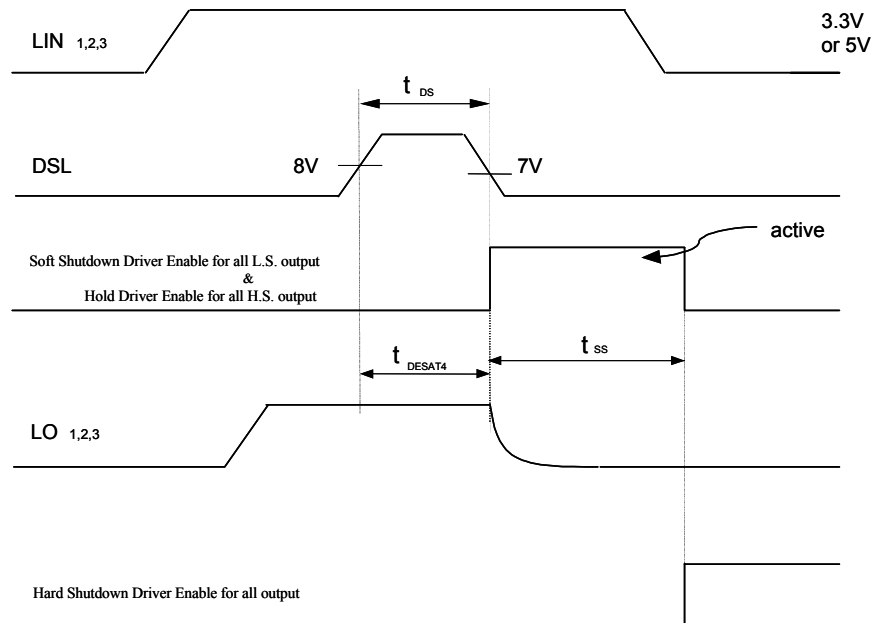 LIN 1,2,3
3.3V
or 5V
t DS
DSL
8V
7V
active
Soft Shutdown Driver Enable for all L.S. output
&
Hold Driver Enable for all H.S. output
t DESAT4
t SS
LO 1,2,3
Hard Shutdown Driver Enable for all output